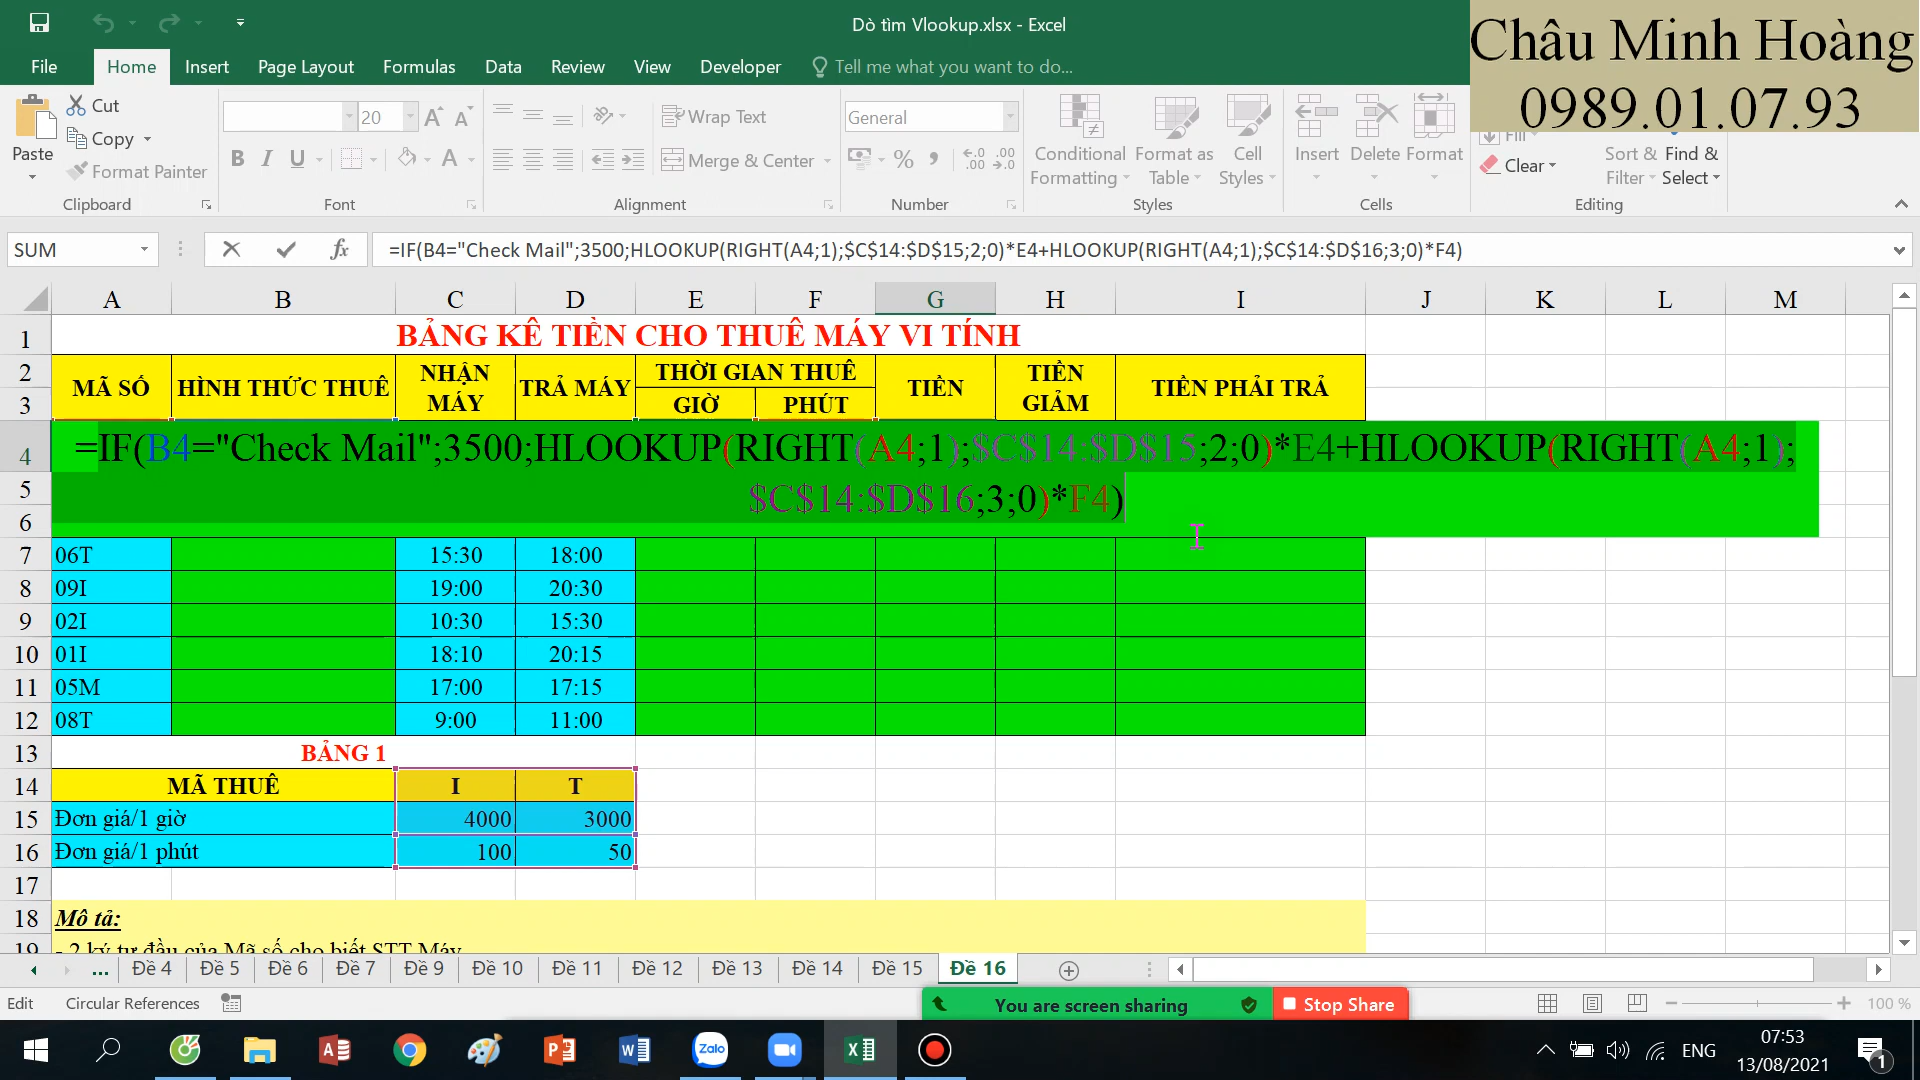 Dò tìm Vlookup.xlsx - Excel
Châu Minh Hoàng
0989.01.07.93
File Home Insert Page Layout Formulas Data Review View Developer Tell me what you want to do...
Paste Cut Copy Format Painter Clipboard
20 B I U Font
Wrap Text Merge & Center Alignment
General % Number
Conditional Formatting Format as Table Cell Styles Styles
Insert Delete Format Cells
Fill Clear Sort & Filter Find & Select Editing
SUM fx =IF(B4="Check Mail";3500;HLOOKUP(RIGHT(A4;1);$C$14:$D$15;2;0)*E4+HLOOKUP(RIGHT(A4;1);$C$14:$D$16;3;0)*F4)
A B C D E F G H I J K L M
1 BẢNG KÊ TIỀN CHO THUÊ MÁY VI TÍNH
2 MÃ SỐ HÌNH THỨC THUÊ NHẬN MÁY TRẢ MÁY THỜI GIAN THUÊ TIỀN TIỀN GIẢM TIỀN PHẢI TRẢ
3 GIỜ PHÚT
4 =IF(B4="Check Mail";3500;HLOOKUP(RIGHT(A4;1);$C$14:$D$15;2;0)*E4+HLOOKUP(RIGHT(A4;1);
5 $C$14:$D$16;3;0)*F4)
6
7 06T 15:30 18:00
8 09I 19:00 20:30
9 02I 10:30 15:30
10 01I 18:10 20:15
11 05M 17:00 17:15
12 08T 9:00 11:00
13 BẢNG 1
14 MÃ THUÊ I T
15 Đơn giá/1 giờ 4000 3000
16 Đơn giá/1 phút 100 50
17
18 Mô tả:
19 - 2 ký tự đầu của Mã số cho biết STT Máy
... Đề 4 Đề 5 Đề 6 Đề 7 Đề 9 Đề 10 Đề 11 Đề 12 Đề 13 Đề 14 Đề 15 Đề 16
Edit Circular References You are screen sharing Stop Share 100 %
Zalo ENG 07:53
13/08/2021 1